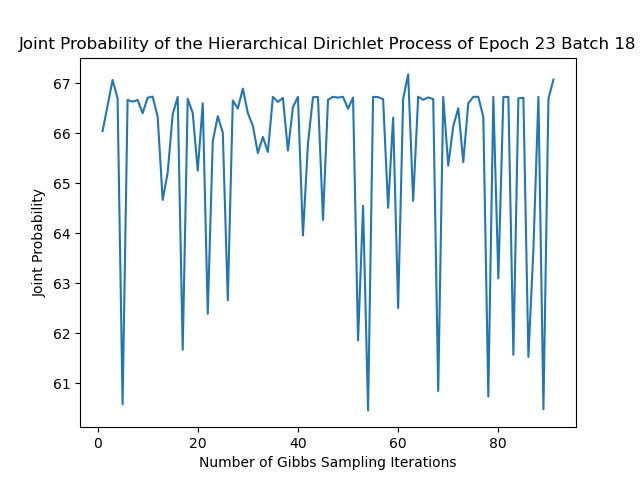 Joint Probability of the Hierarchical Dirichlet Process of Epoch 23 Batch 18
67
66
65
64
63
62
61
Joint Probability
0 20 40 60 80
Number of Gibbs Sampling Iterations